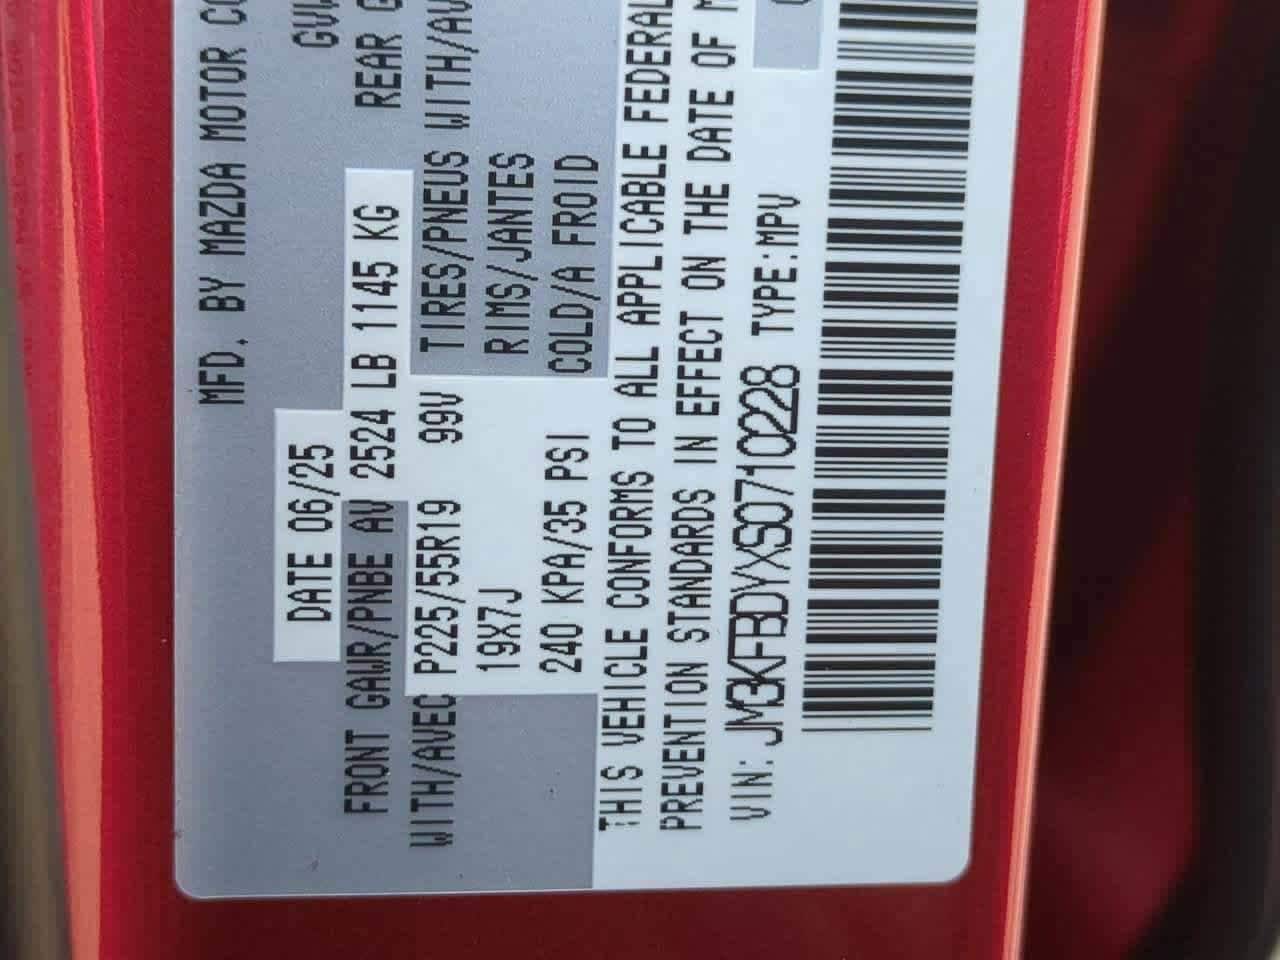 MFD. BY MAZDA MOTOR CO
DATE 06/25
GVW
FRONT GAWR/PNBE AV 2524 LB 1145 KG
REAR G
WITH/AVEC P225/55R19 99V
TIRES/PNEUS WITH/AV
19X7J
RIMS/JANTES
240 KPA/35 PSI
COLD/A FROID
THIS VEHICLE CONFORMS TO ALL APPLICABLE FEDERAL
PREVENTION STANDARDS IN EFFECT ON THE DATE OF M
VIN: JM3KFBDYXS0710228 TYPE:MPV